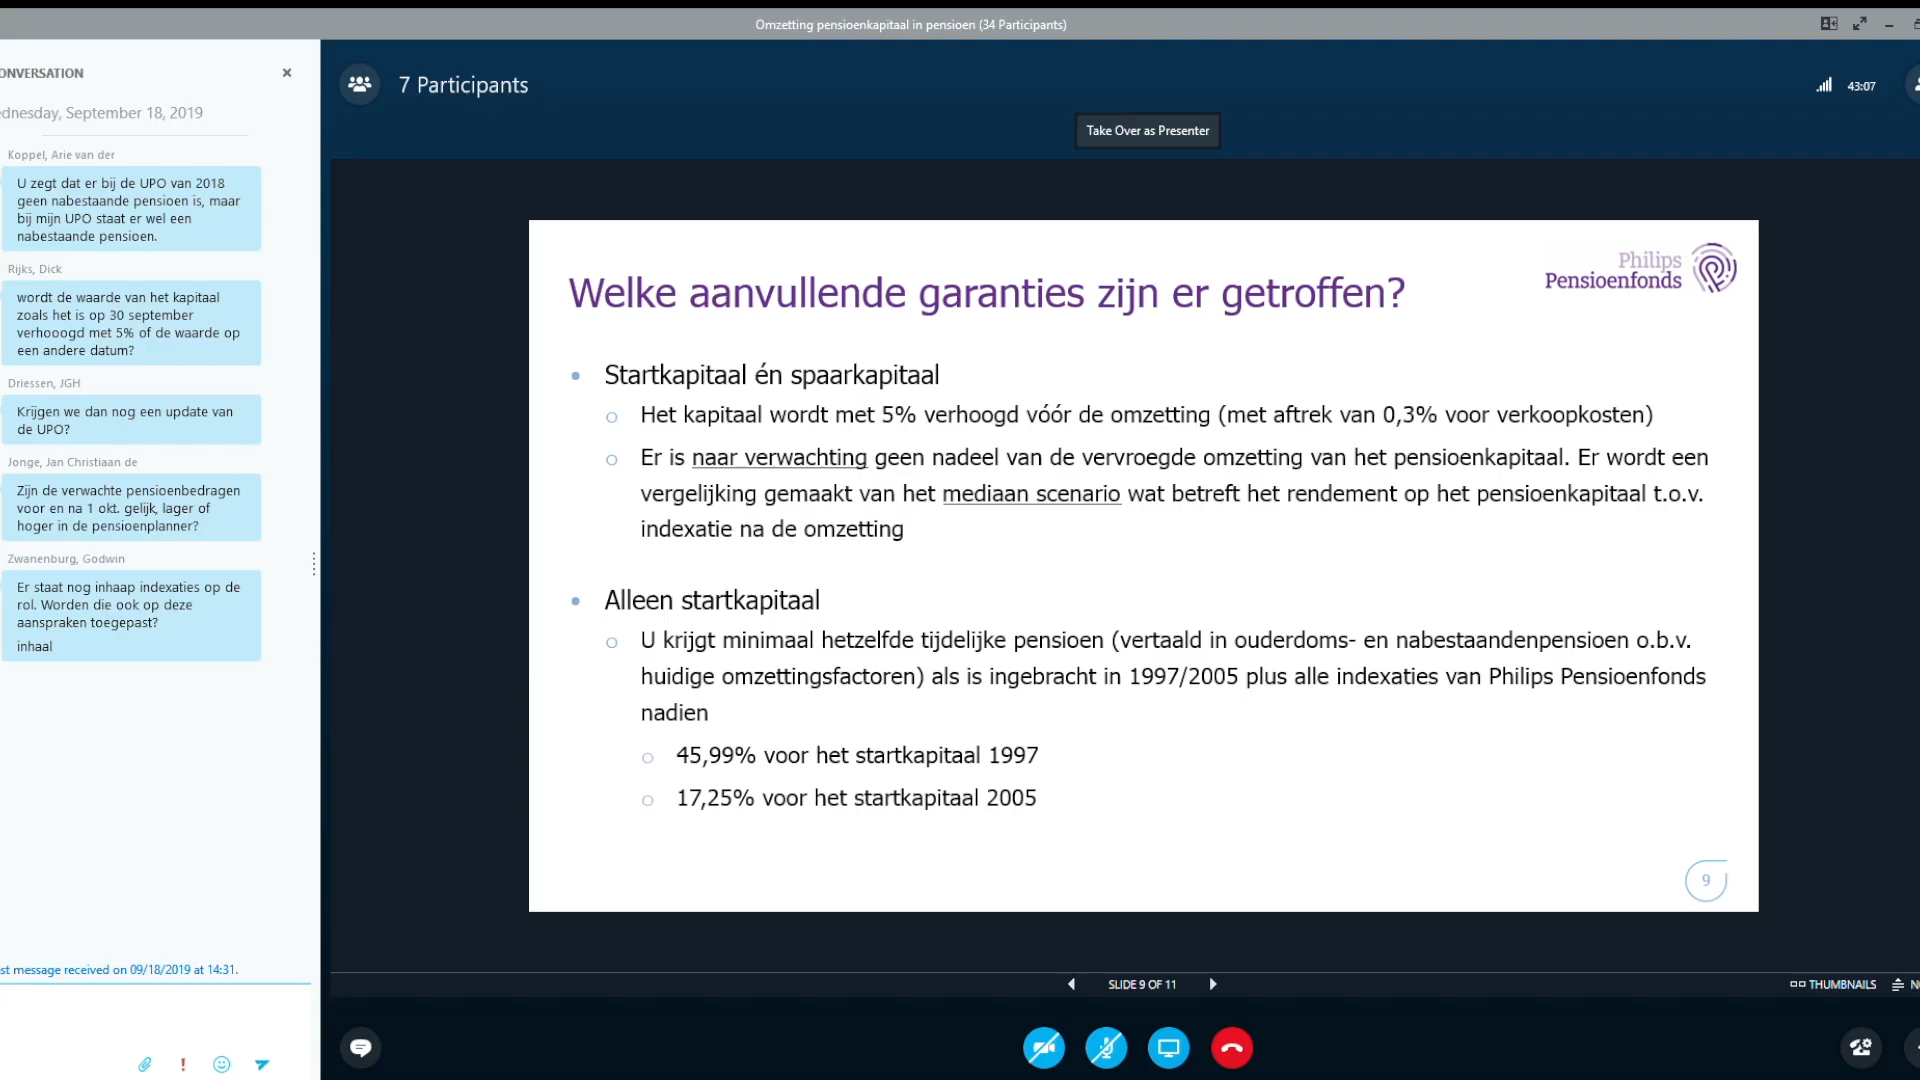 Omzetting pensioenkapitaal in pensioen (34 Participants)
ONVERSATION
ednesday, September 18, 2019
Koppel, Arie van der
U zegt dat er bij de UPO van 2018
geen nabestaande pensioen is, maar
bij mijn UPO staat er wel een
nabestaande pensioen.
Rijks, Dick
wordt de waarde van het kapitaal
zoals het is op 30 september
verhooogd met 5% of de waarde op
een andere datum?
Driessen, JGH
Krijgen we dan nog een update van
de UPO?
Jonge, Jan Christiaan de
Zijn de verwachte pensioenbedragen
voor en na 1 okt. gelijk, lager of
hoger in de pensioenplanner?
Zwanenburg, Godwin
Er staat nog inhaap indexaties op de
rol. Worden die ook op deze
aanspraken toegepast?
inhaal
st message received on 09/18/2019 at 14:31.
7 Participants
43:07
Take Over as Presenter
Philips
Pensioenfonds
Welke aanvullende garanties zijn er getroffen?
• Startkapitaal én spaarkapitaal
o Het kapitaal wordt met 5% verhoogd vóór de omzetting (met aftrek van 0,3% voor verkoopkosten)
o Er is naar verwachting geen nadeel van de vervroegde omzetting van het pensioenkapitaal. Er wordt een
vergelijking gemaakt van het mediaan scenario wat betreft het rendement op het pensioenkapitaal t.o.v.
indexatie na de omzetting
• Alleen startkapitaal
o U krijgt minimaal hetzelfde tijdelijke pensioen (vertaald in ouderdoms- en nabestaandenpensioen o.b.v.
huidige omzettingsfactoren) als is ingebracht in 1997/2005 plus alle indexaties van Philips Pensioenfonds
nadien
o 45,99% voor het startkapitaal 1997
o 17,25% voor het startkapitaal 2005
9
SLIDE 9 OF 11
THUMBNAILS